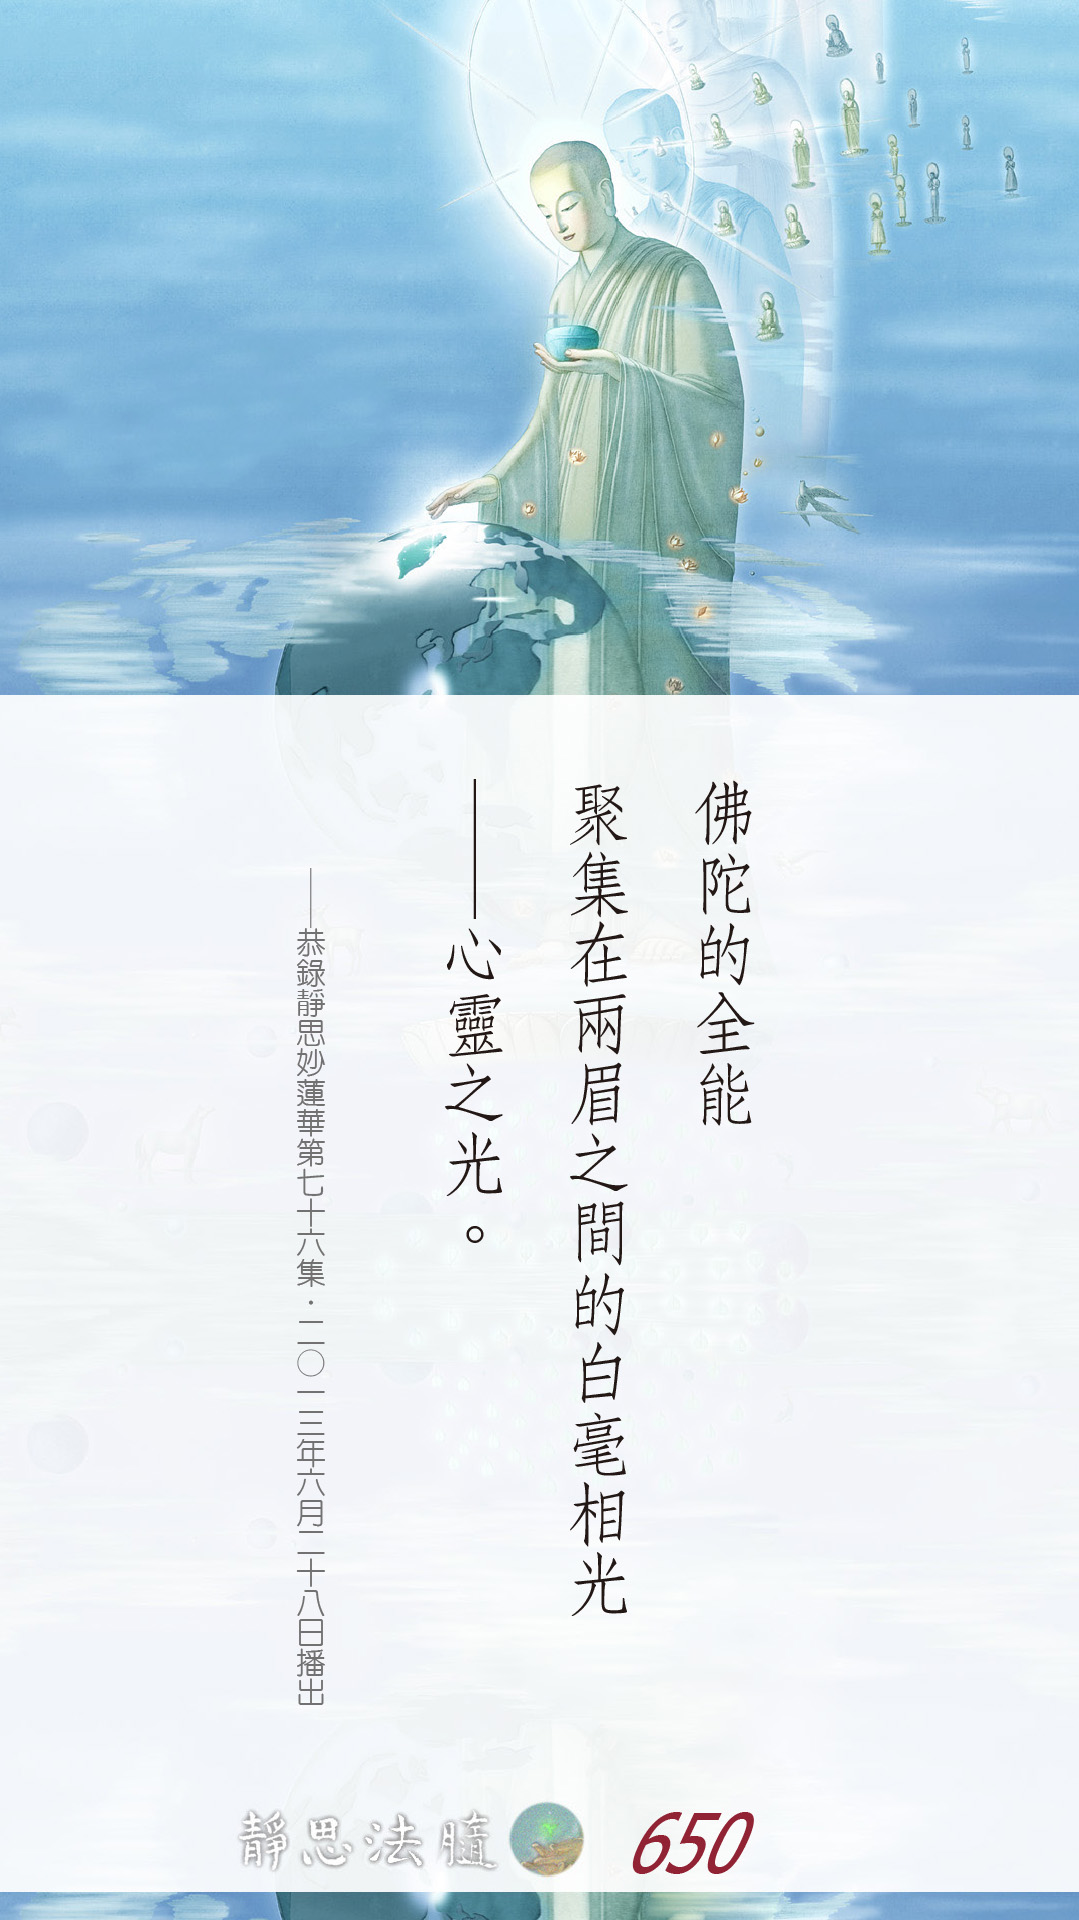 佛陀的全能
聚集在兩眉之間的白毫相光
——心靈之光。
——恭錄靜思妙蓮華第七十六集・二〇一三年六月二十八日播出
靜思法髓
650